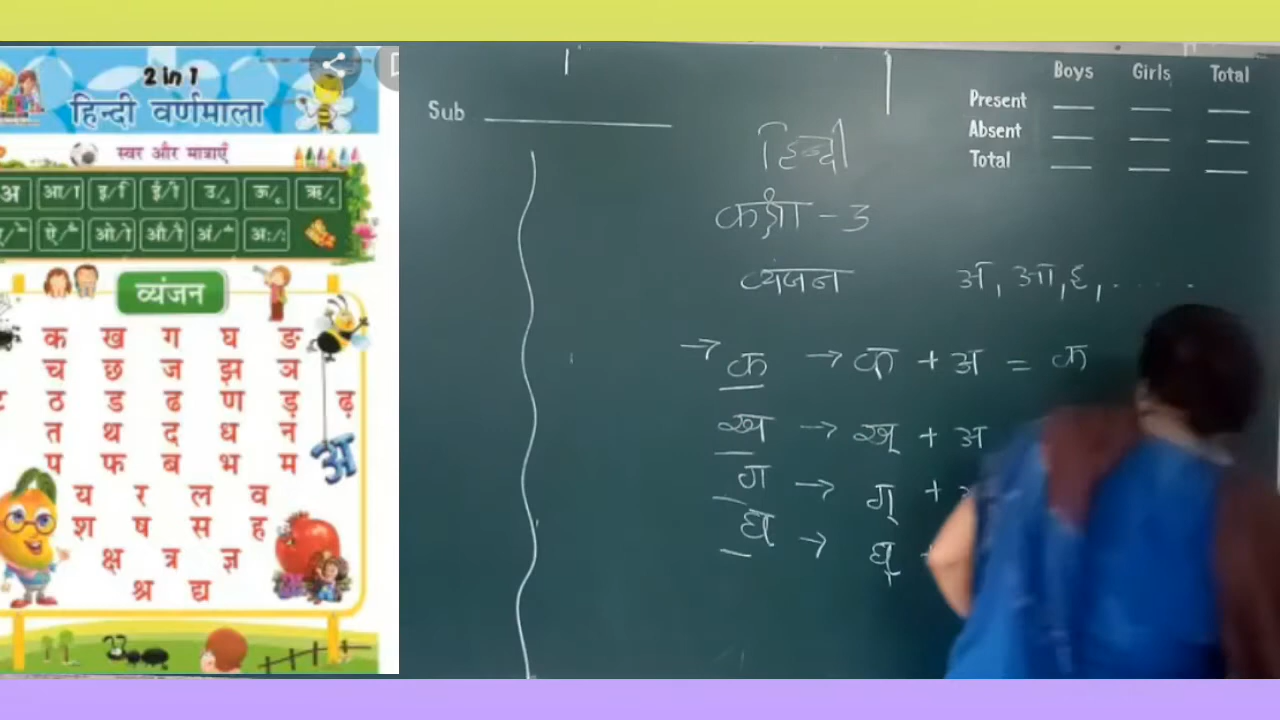 2 in 1
हिन्दी वर्णमाला
स्वर और मात्राएँ
अ आ/ा इ/ि ई/ी उ/ु ऊ/ू ऋ/ृ
ऐ/ै ओ/ो औ/ौ अं/ं अः/ः
व्यंजन
क ख ग घ ङ
च छ ज झ ञ
ठ ड ढ ण ड़ ढ़
त थ द ध न
प फ ब भ म
य र ल व
श ष स ह
क्ष त्र ज्ञ
श्र द्य
अ
Sub
Boys Girls Total
Present
Absent
Total
हिन्दी
कक्षा - 3
व्यंजन अ, आ, इ, . . . . .
→ क → क् + अ = क
ख → ख् + अ
ग → ग् +
घ → घ्